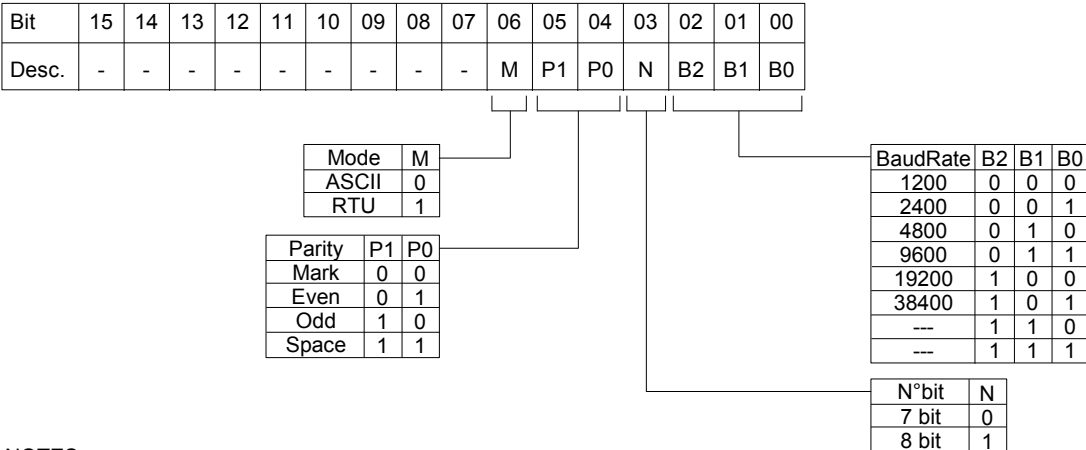 Bit 15 14 13 12 11 10 09 08 07 06 05 04 03 02 01 00
Desc. - - - - - - - - - M P1 P0 N B2 B1 B0
Mode M
ASCII 0
RTU 1
Parity P1 P0
Mark 0 0
Even 0 1
Odd 1 0
Space 1 1
BaudRate B2 B1 B0
1200 0 0 0
2400 0 0 1
4800 0 1 0
9600 0 1 1
19200 1 0 0
38400 1 0 1
--- 1 1 0
--- 1 1 1
N°bit N
7 bit 0
8 bit 1